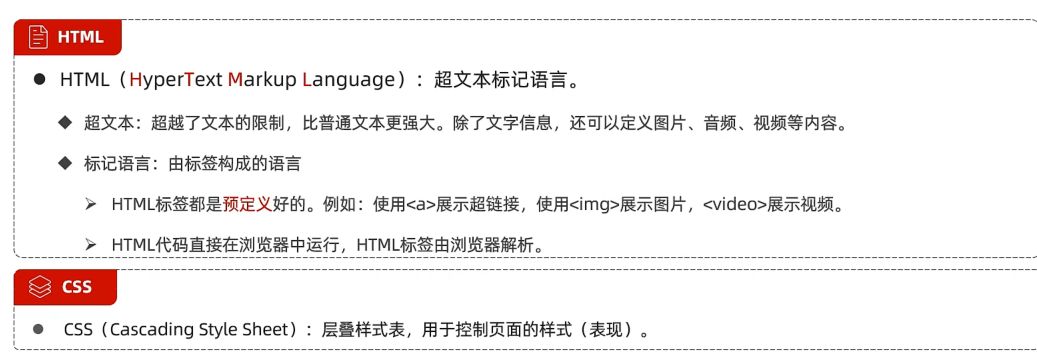 HTML
HTML（HyperText Markup Language）：超文本标记语言。
超文本：超越了文本的限制，比普通文本更强大。除了文字信息，还可以定义图片、音频、视频等内容。
标记语言：由标签构成的语言
HTML标签都是预定义好的。例如：使用<a>展示超链接，使用<img>展示图片，<video>展示视频。
HTML代码直接在浏览器中运行，HTML标签由浏览器解析。
CSS
CSS（Cascading Style Sheet）：层叠样式表，用于控制页面的样式（表现）。